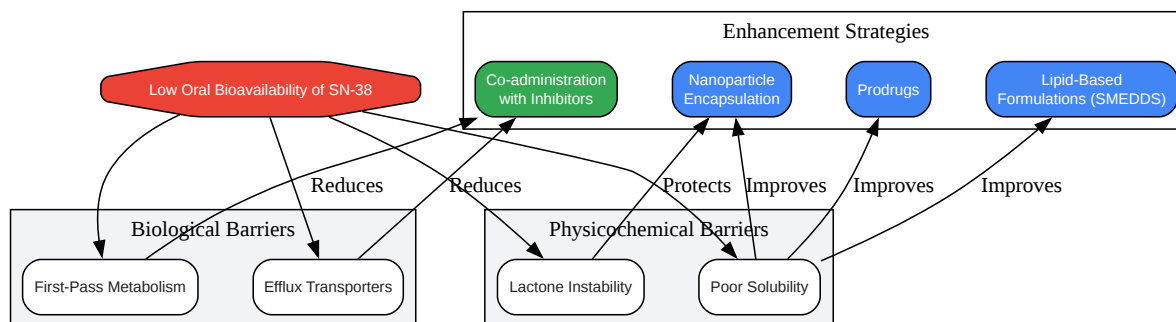 Enhancement Strategies
Low Oral Bioavailability of SN-38
Co-administration
with Inhibitors
Nanoparticle
Encapsulation
Prodrugs
Lipid-Based
Formulations (SMEDDS)
Reduces
Reduces
Protects
Improves
Improves
Improves
Biological Barriers
Physicochemical Barriers
First-Pass Metabolism
Efflux Transporters
Lactone Instability
Poor Solubility